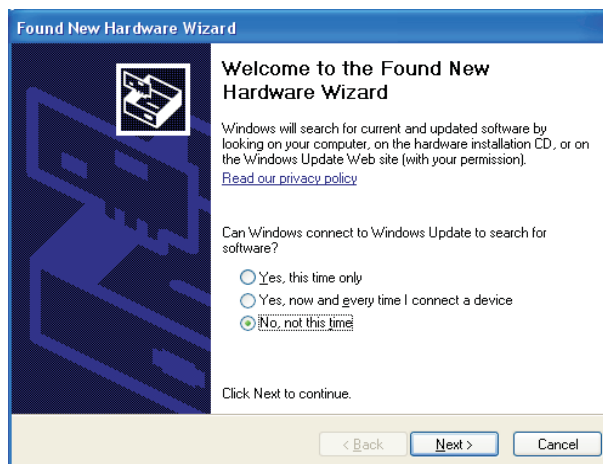 Found New Hardware Wizard
Welcome to the Found New
Hardware Wizard
Windows will search for current and updated software by
looking on your computer, on the hardware installation CD, or on
the Windows Update Web site (with your permission).
Read our privacy policy
Can Windows connect to Windows Update to search for
software?
Yes, this time only
Yes, now and every time I connect a device
No, not this time
Click Next to continue.
< Back
Next >
Cancel